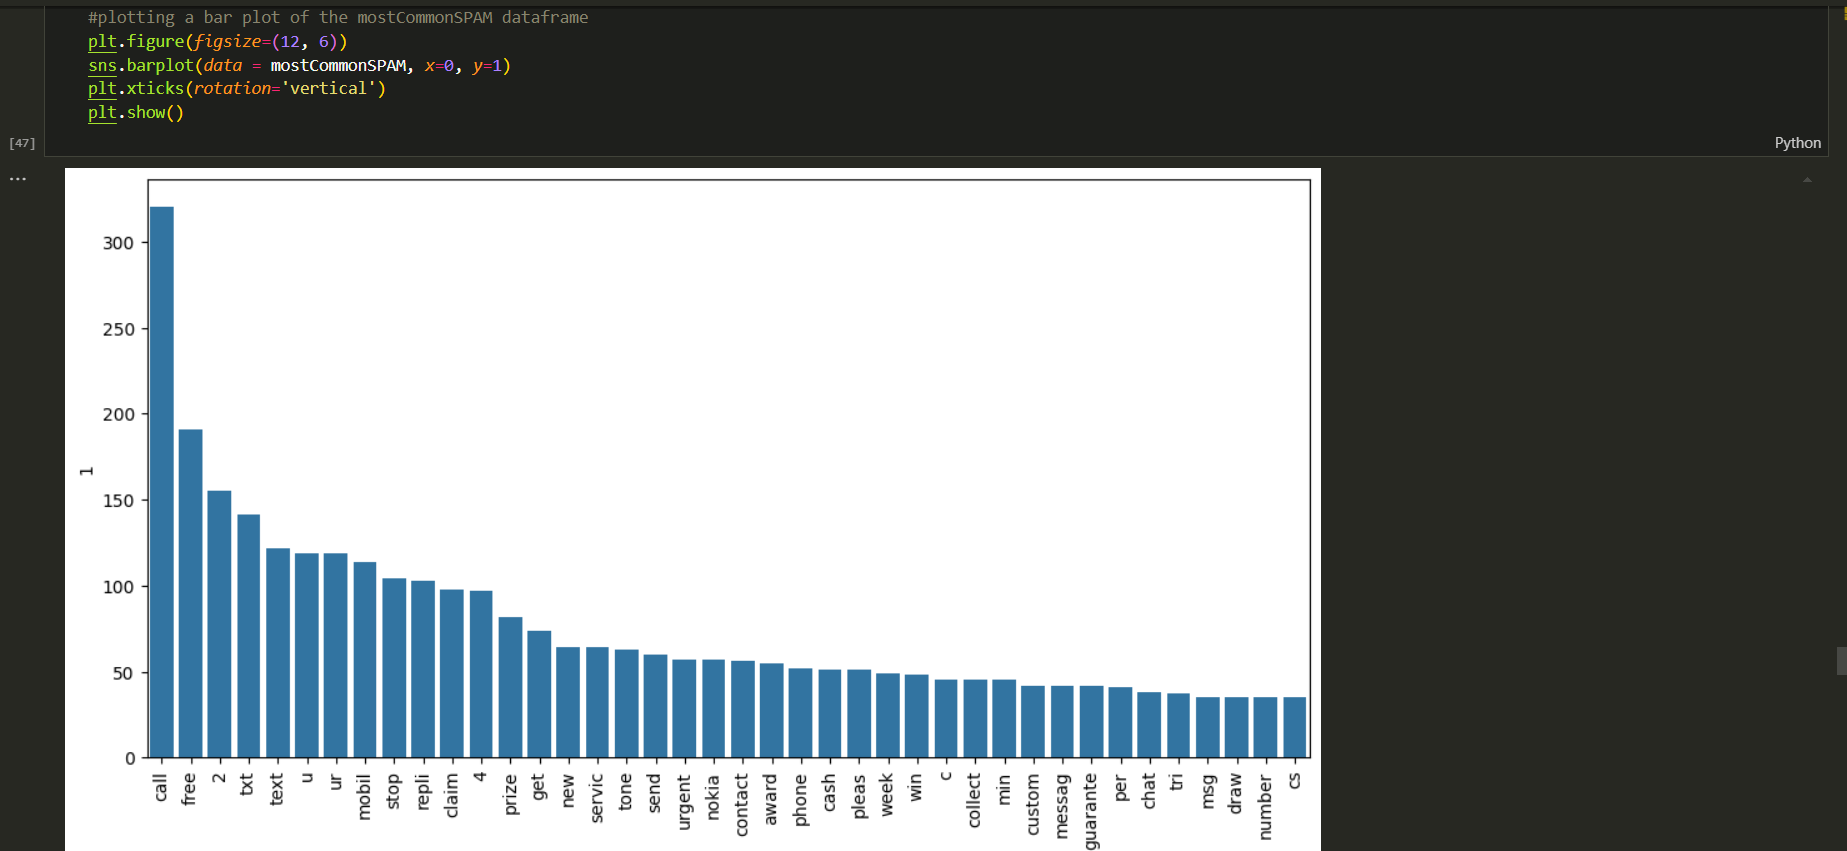 #plotting a bar plot of the mostCommonSPAM dataframe
plt.figure(figsize=(12, 6))
sns.barplot(data = mostCommonSPAM, x=0, y=1)
plt.xticks(rotation='vertical')
plt.show()
[47]
Python
...
300
250
200
150
100
50
0
1
call
free
2
txt
text
u
ur
mobil
stop
repli
claim
4
prize
get
new
servic
tone
send
urgent
nokia
contact
award
phone
cash
pleas
week
win
c
collect
min
custom
messag
guarante
per
chat
tri
msg
draw
number
cs